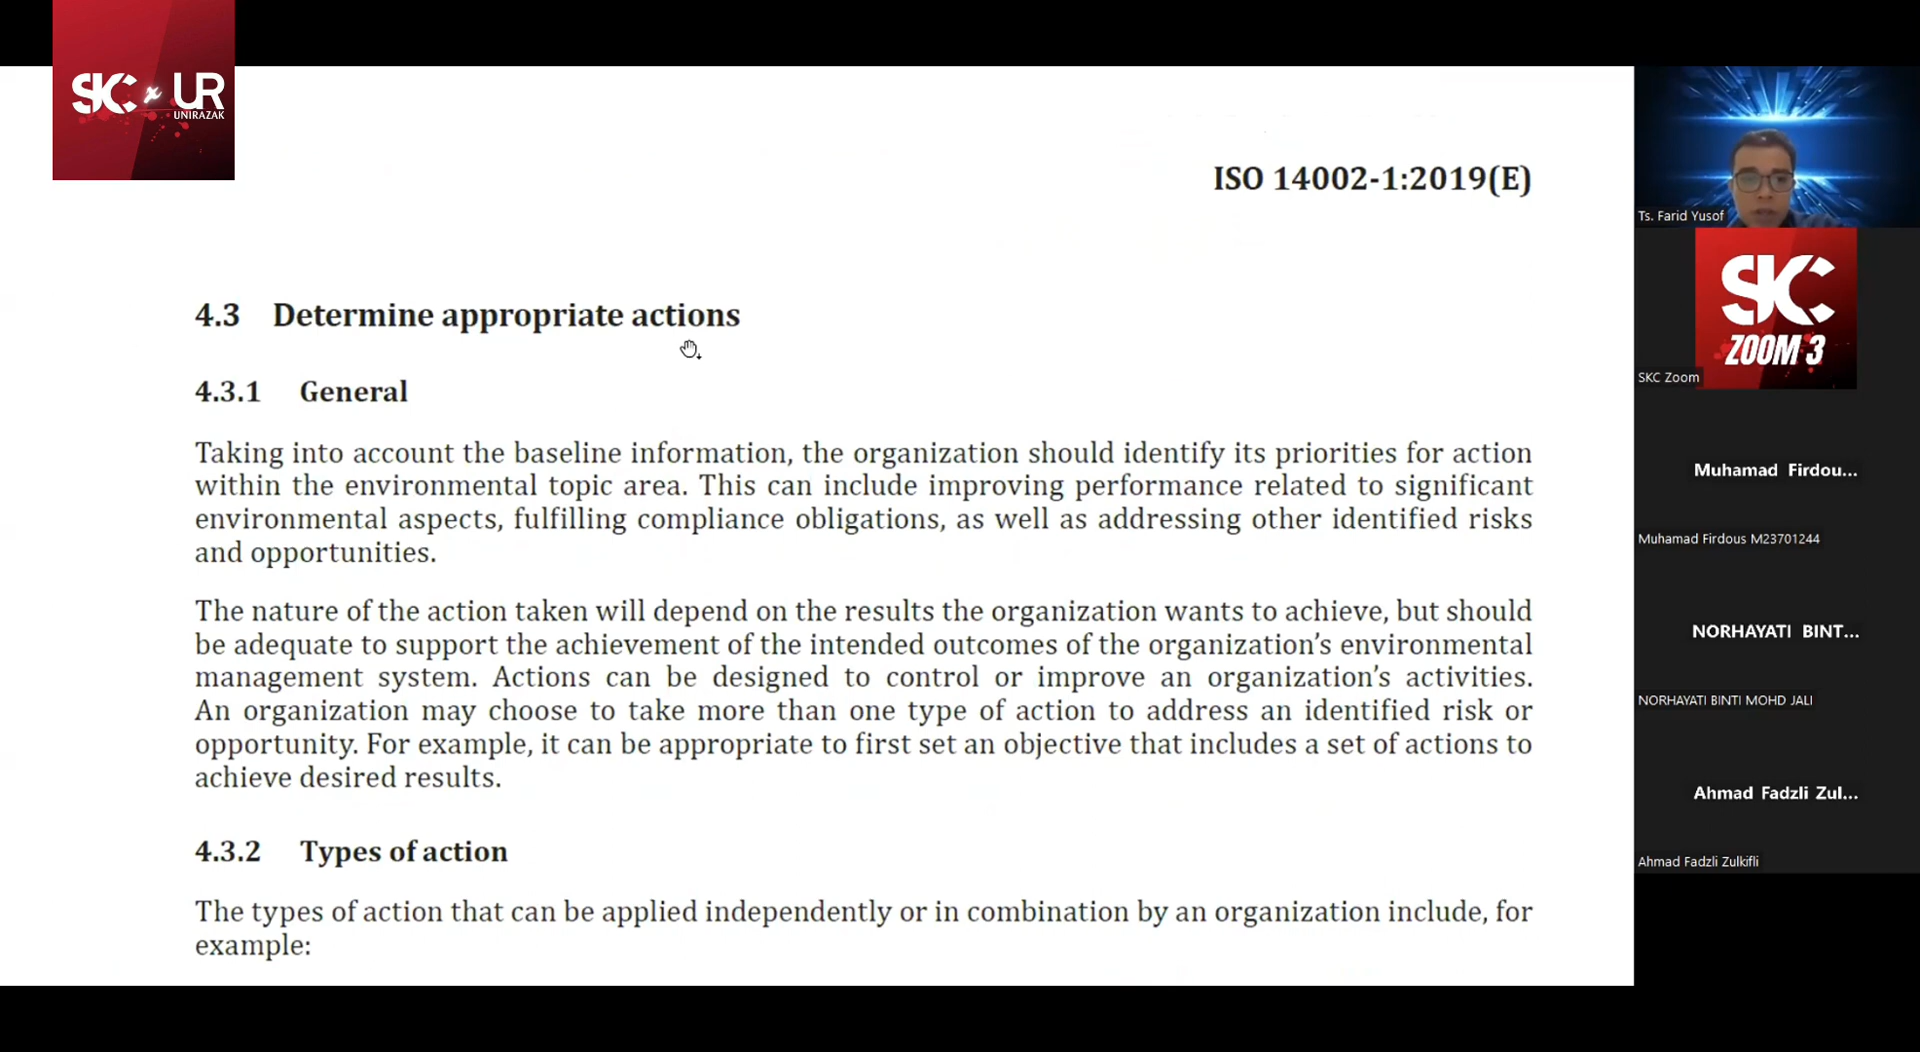 SKC x UR
UNIRAZAK
ISO 14002-1:2019(E)
4.3 Determine appropriate actions
4.3.1 General
Taking into account the baseline information, the organization should identify its priorities for action
within the environmental topic area. This can include improving performance related to significant
environmental aspects, fulfilling compliance obligations, as well as addressing other identified risks
and opportunities.
The nature of the action taken will depend on the results the organization wants to achieve, but should
be adequate to support the achievement of the intended outcomes of the organization's environmental
management system. Actions can be designed to control or improve an organization's activities.
An organization may choose to take more than one type of action to address an identified risk or
opportunity. For example, it can be appropriate to first set an objective that includes a set of actions to
achieve desired results.
4.3.2 Types of action
The types of action that can be applied independently or in combination by an organization include, for
example:
Ts. Farid Yusof
SKC
ZOOM 3
SKC Zoom
Muhamad Firdou...
Muhamad Firdous M23701244
NORHAYATI BINT...
NORHAYATI BINTI MOHD JALI
Ahmad Fadzli Zul...
Ahmad Fadzli Zulkifli